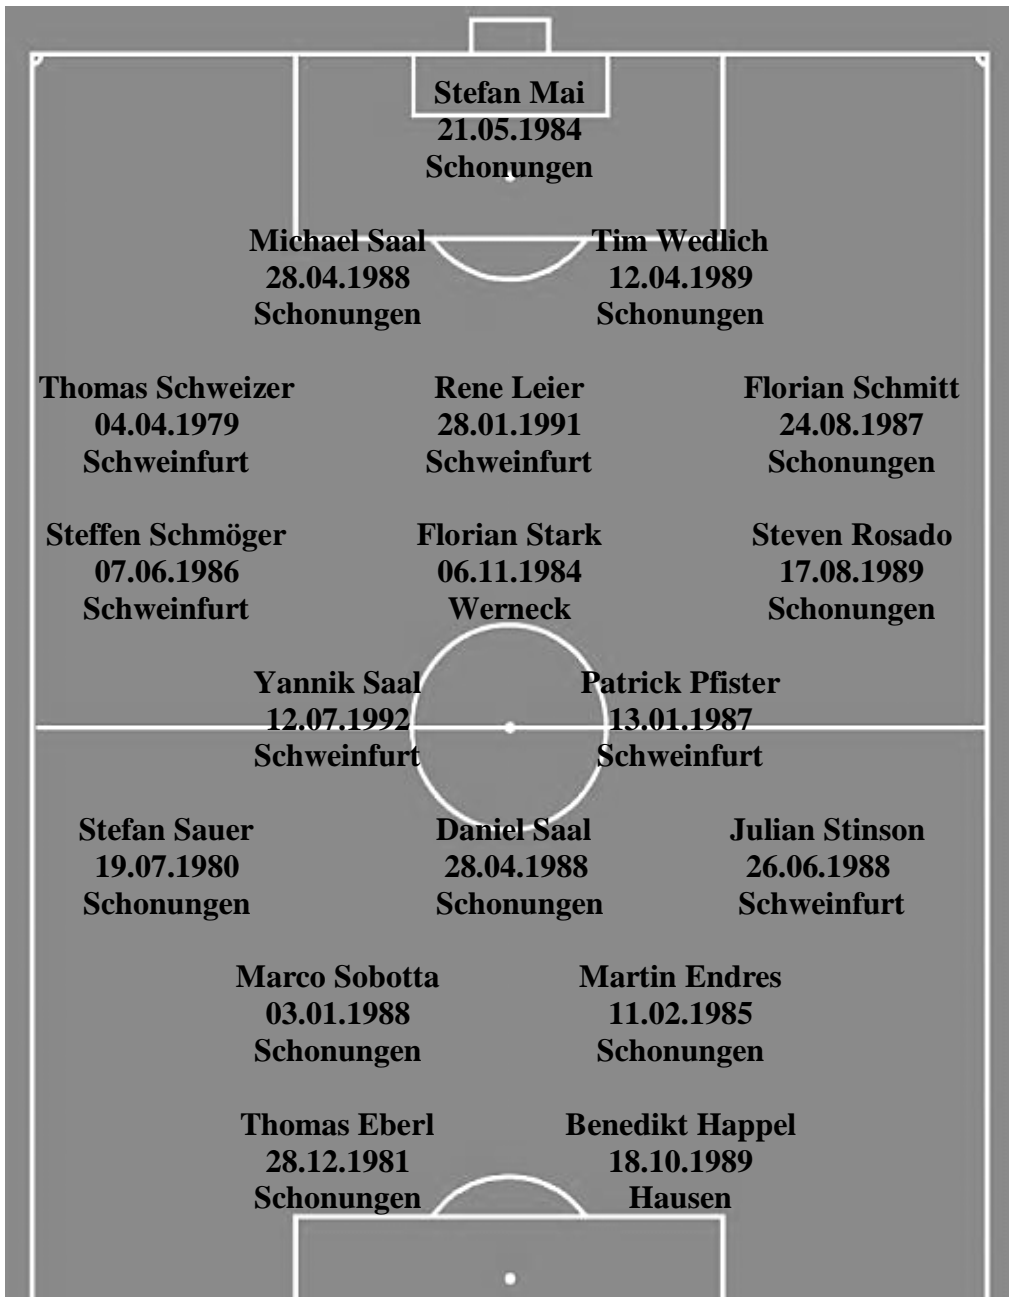 Stefan Mai
21.05.1984
Schonungen
Michael Saal Tim Wedlich
28.04.1988 12.04.1989
Schonungen Schonungen
Thomas Schweizer Rene Leier Florian Schmitt
04.04.1979 28.01.1991 24.08.1987
Schweinfurt Schweinfurt Schonungen
Steffen Schmöger Florian Stark Steven Rosado
07.06.1986 06.11.1984 17.08.1989
Schweinfurt Werneck Schonungen
Yannik Saal Patrick Pfister
12.07.1992 13.01.1987
Schweinfurt Schweinfurt
Stefan Sauer Daniel Saal Julian Stinson
19.07.1980 28.04.1988 26.06.1988
Schonungen Schonungen Schweinfurt
Marco Sobotta Martin Endres
03.01.1988 11.02.1985
Schonungen Schonungen
Thomas Eberl Benedikt Happel
28.12.1981 18.10.1989
Schonungen Hausen